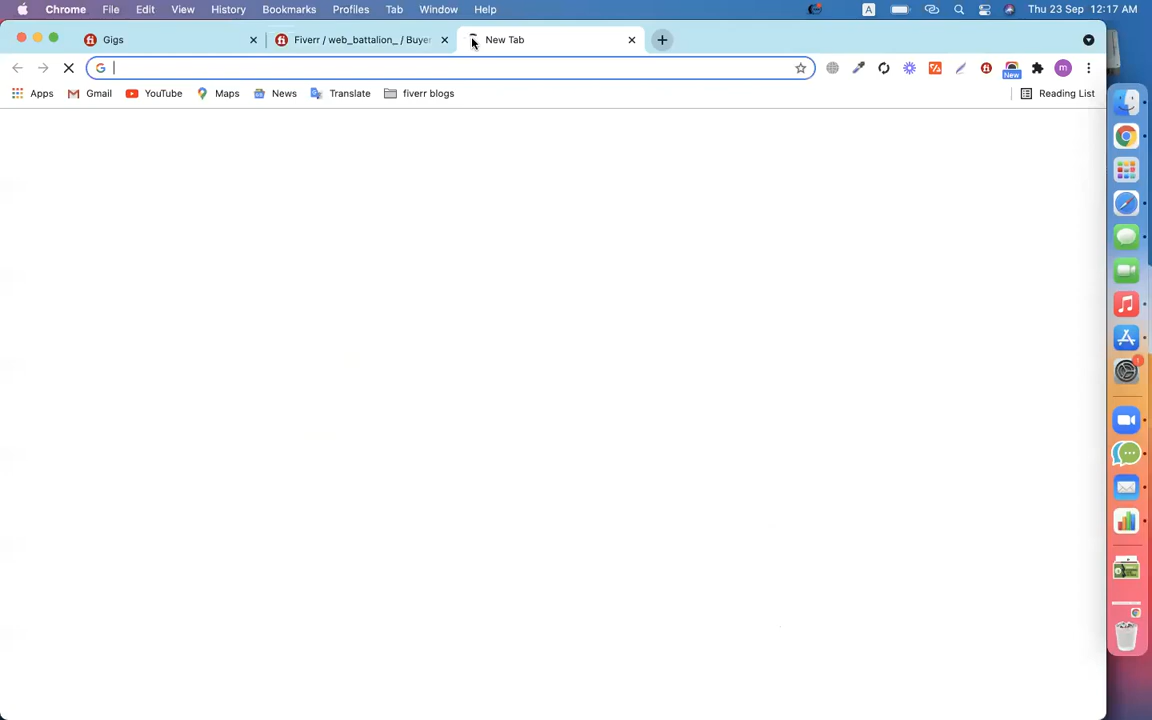 Chrome File Edit View History Bookmarks Profiles Tab Window Help A Thu 23 Sep 12:17 AM
Gigs Fiverr / web_battalion_ / Buyer New Tab
G New m
Apps Gmail YouTube Maps News Translate fiverr blogs Reading List
1